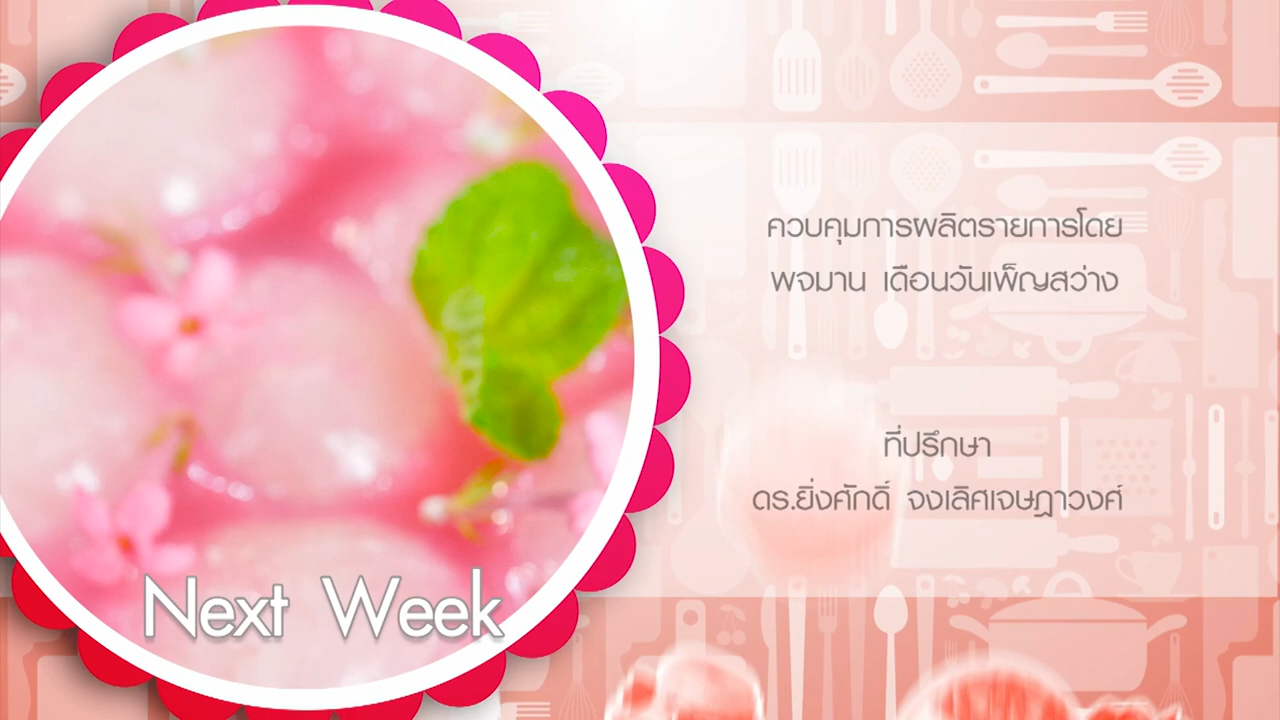 ควบคุมการผลิตรายการโดย
พจมาน เดือนวันเพ็ญสว่าง
ที่ปรึกษา
ดร.ยิ่งศักดิ์ จงเลิศเจษฎาวงศ์
Next Week